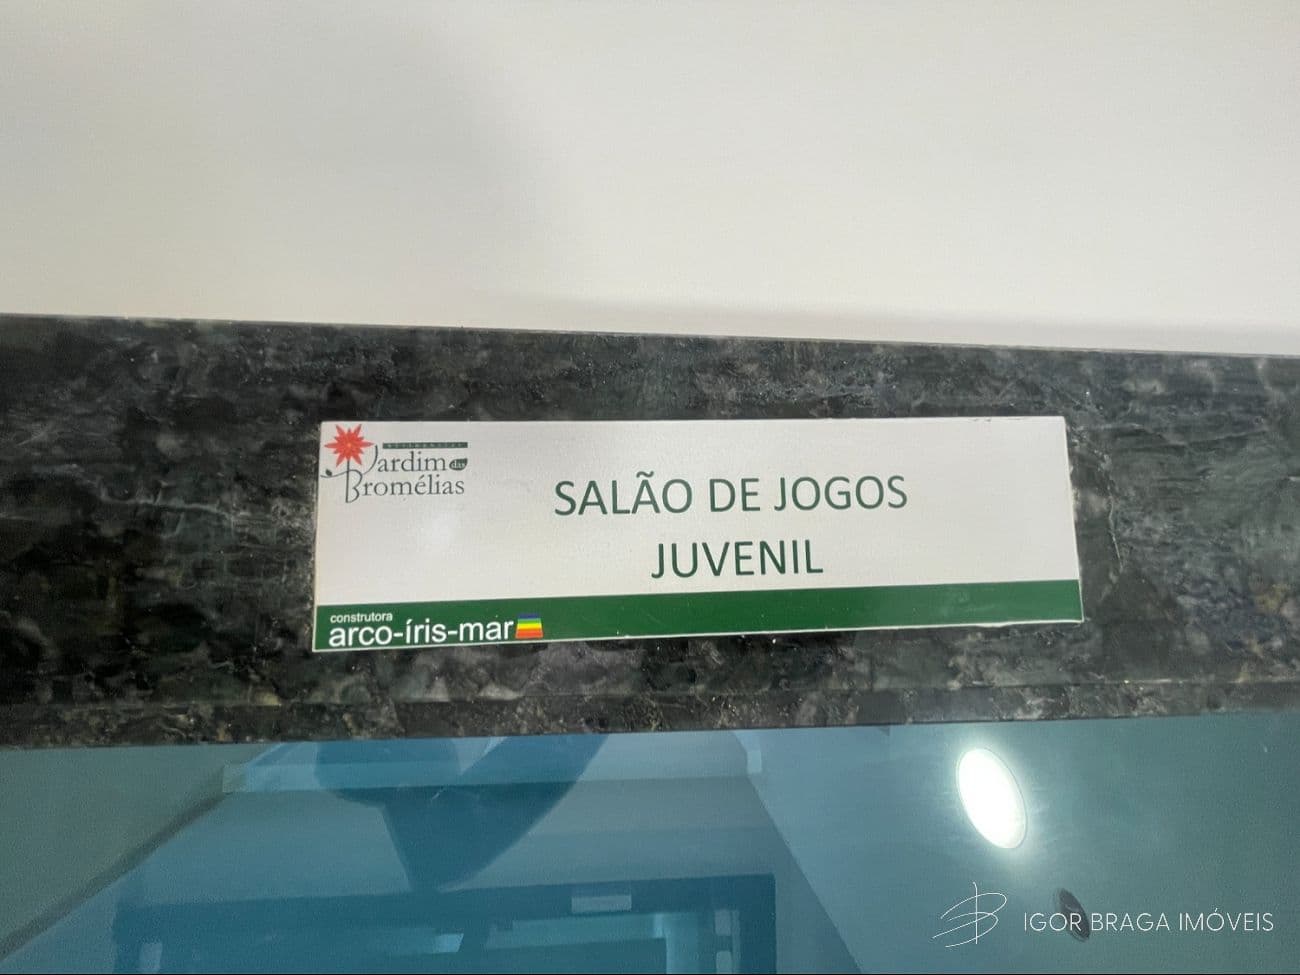 Jardim das
Bromélias
SALÃO DE JOGOS
JUVENIL
construtora
arco-íris-mar
IGOR BRAGA IMÓVEIS